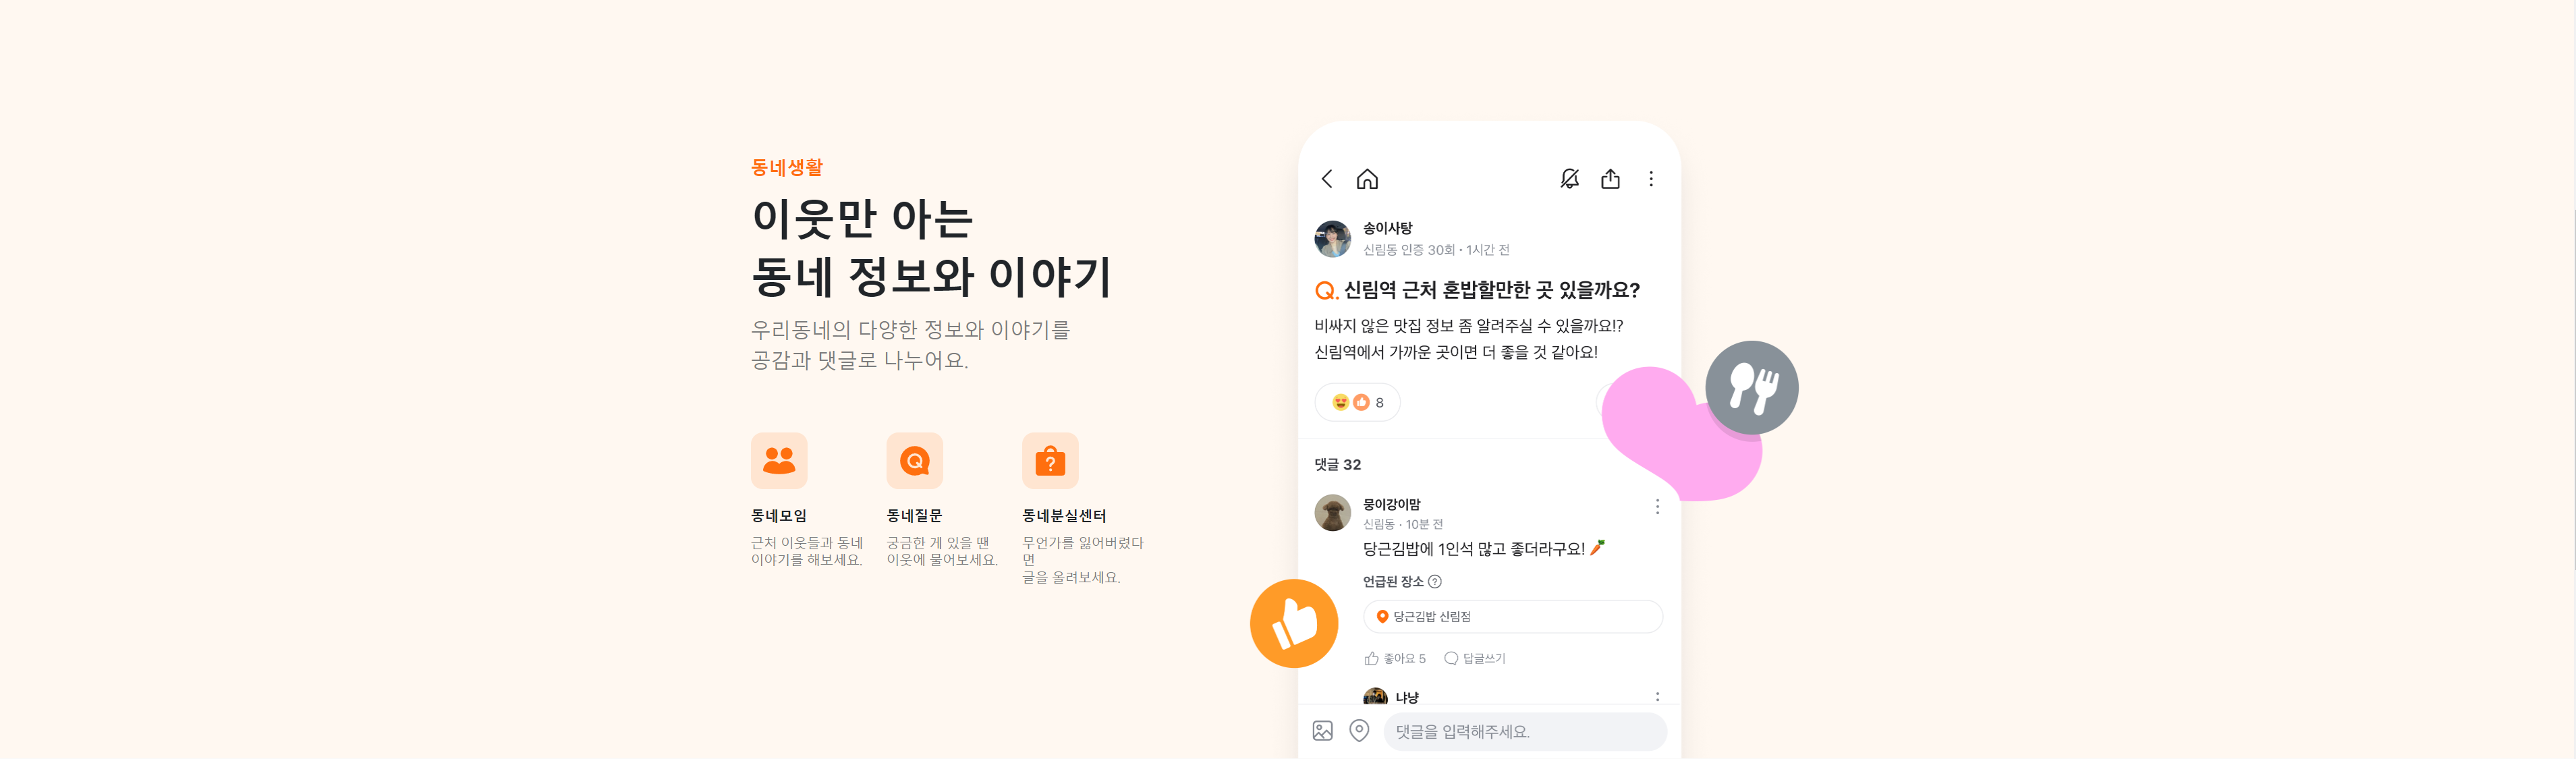 동네생활
이웃만 아는
동네 정보와 이야기
우리동네의 다양한 정보와 이야기를
공감과 댓글로 나누어요.
동네모임
근처 이웃들과 동네
이야기를 해보세요.
동네질문
궁금한 게 있을 땐
이웃에 물어보세요.
동네분실센터
무언가를 잃어버렸다
면
글을 올려보세요.
송이사탕
신림동 인증 30회 • 1시간 전
Q. 신림역 근처 혼밥할만한 곳 있을까요?
비싸지 않은 맛집 정보 좀 알려주실 수 있을까요!?
신림역에서 가까운 곳이면 더 좋을 것 같아요!
8
댓글 32
뭉이강이맘
신림동 · 10분 전
당근김밥에 1인석 많고 좋더라구요! 🥕
언급된 장소 ?
당근김밥 신림점
좋아요 5 답글쓰기
냐냥
댓글을 입력해주세요.